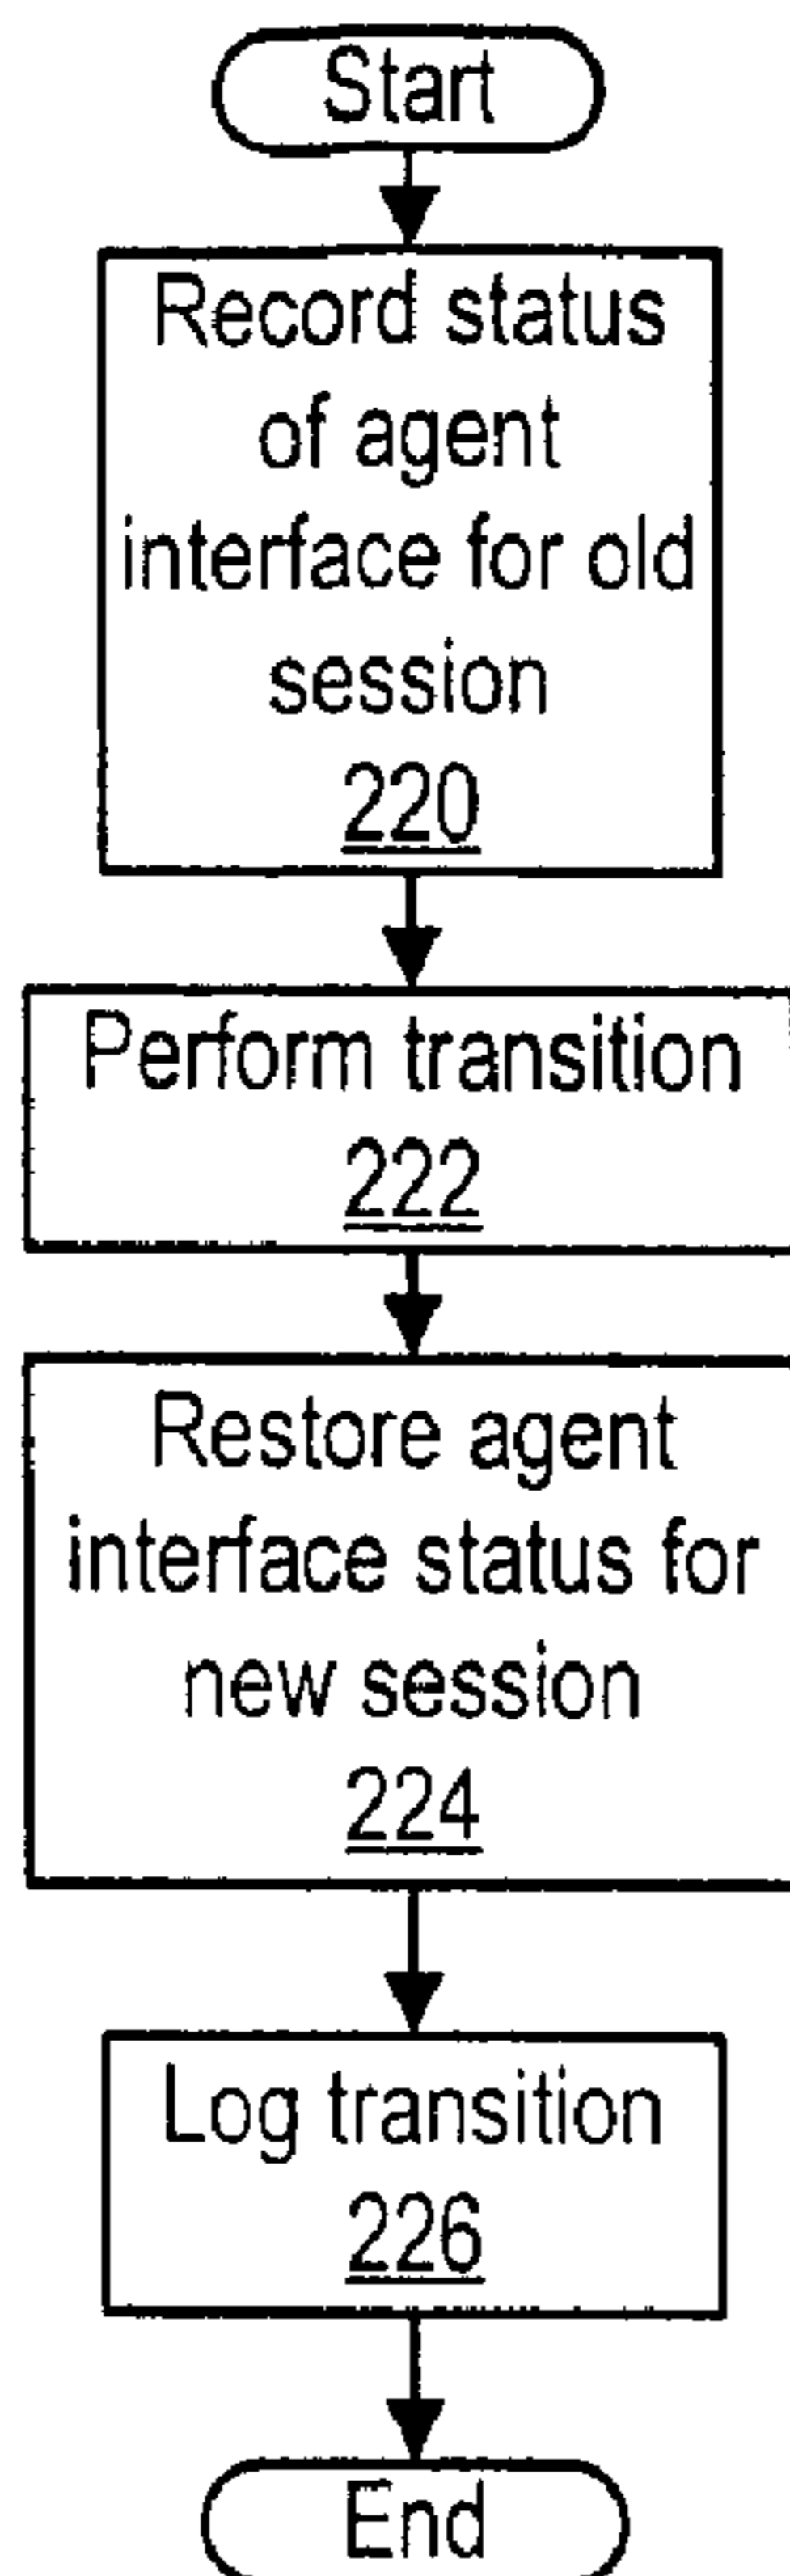 Start
Record status
of agent
interface for old
session
220
Perform transition
222
Restore agent
interface status for
new session
224
Log transition
226
End